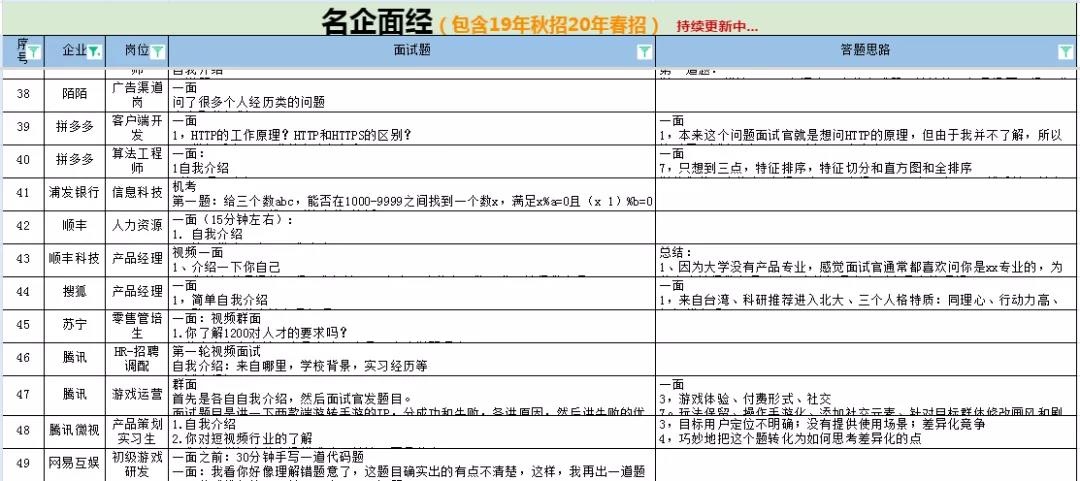 名企面经（包含19年秋招20年春招） 持续更新中...
序号 企业 岗位 面试题 答题思路
师 自我介绍
38 陌陌 广告渠道岗 一面
问了很多个人经历类的问题
39 拼多多 客户端开发 一面
1，HTTP的工作原理？HTTP和HTTPS的区别？
一面
1，本来这个问题面试官就是想问HTTP的原理，但由于我并不了解，所以
40 拼多多 算法工程师 一面：
1自我介绍
一面
7，只想到三点，特征排序，特征切分和直方图和全排序
41 浦发银行 信息科技 机考
第一题：给三个数abc，能否在1000-9999之间找到一个数x，满足x%a=0且（x 1）%b=0
42 顺丰 人力资源 一面（15分钟左右）：
1. 自我介绍
43 顺丰科技 产品经理 视频一面
1、介绍一下你自己
总结：
1、因为大学没有产品专业，感觉面试官通常都喜欢问你是xx专业的，为
44 搜狐 产品经理 一面
1，简单自我介绍
一面
1，来自台湾、科研推荐进入北大、三个人格特质：同理心、行动力高、
45 苏宁 零售管培生 一面：视频群面
1.你了解1200对人才的要求吗？
46 腾讯 HR-招聘调配 第一轮视频面试
自我介绍：来自哪里，学校背景，实习经历等
47 腾讯 游戏运营 群面
首先是各自自我介绍，然后面试官发题目。
面试题目是讲一下两款端游转手游的IP，分成功和失败，各讲原因，然后讲失败的优
一面
3，游戏体验、付费形式、社交
7。玩法保留、操作手游化、添加社交元素、针对目标群体修改画风和剧
48 腾讯微视 产品策划实习生 1.自我介绍
2.你对短视频行业的了解
3，目标用户定位不明确；没有提供使用场景；差异化竞争
4，巧妙地把这个题转化为如何思考差异化的点
49 网易互娱 初级游戏研发 一面之前：30分钟手写一道代码题
一面：我看你好像理解错题意了，这题目确实出的有点不清楚，这样，我再出一道题